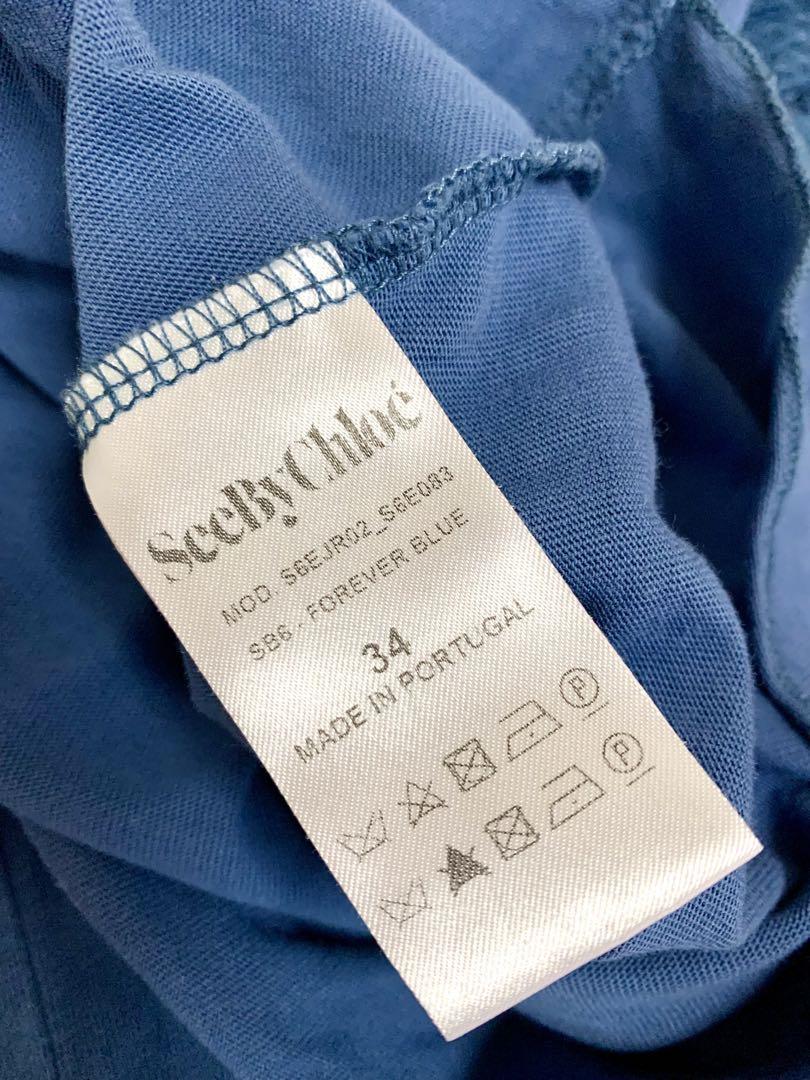 SeeByChloé
MOD. S6EJR02_S6E083
SB6 - FOREVER BLUE
34
MADE IN PORTUGAL
P
P